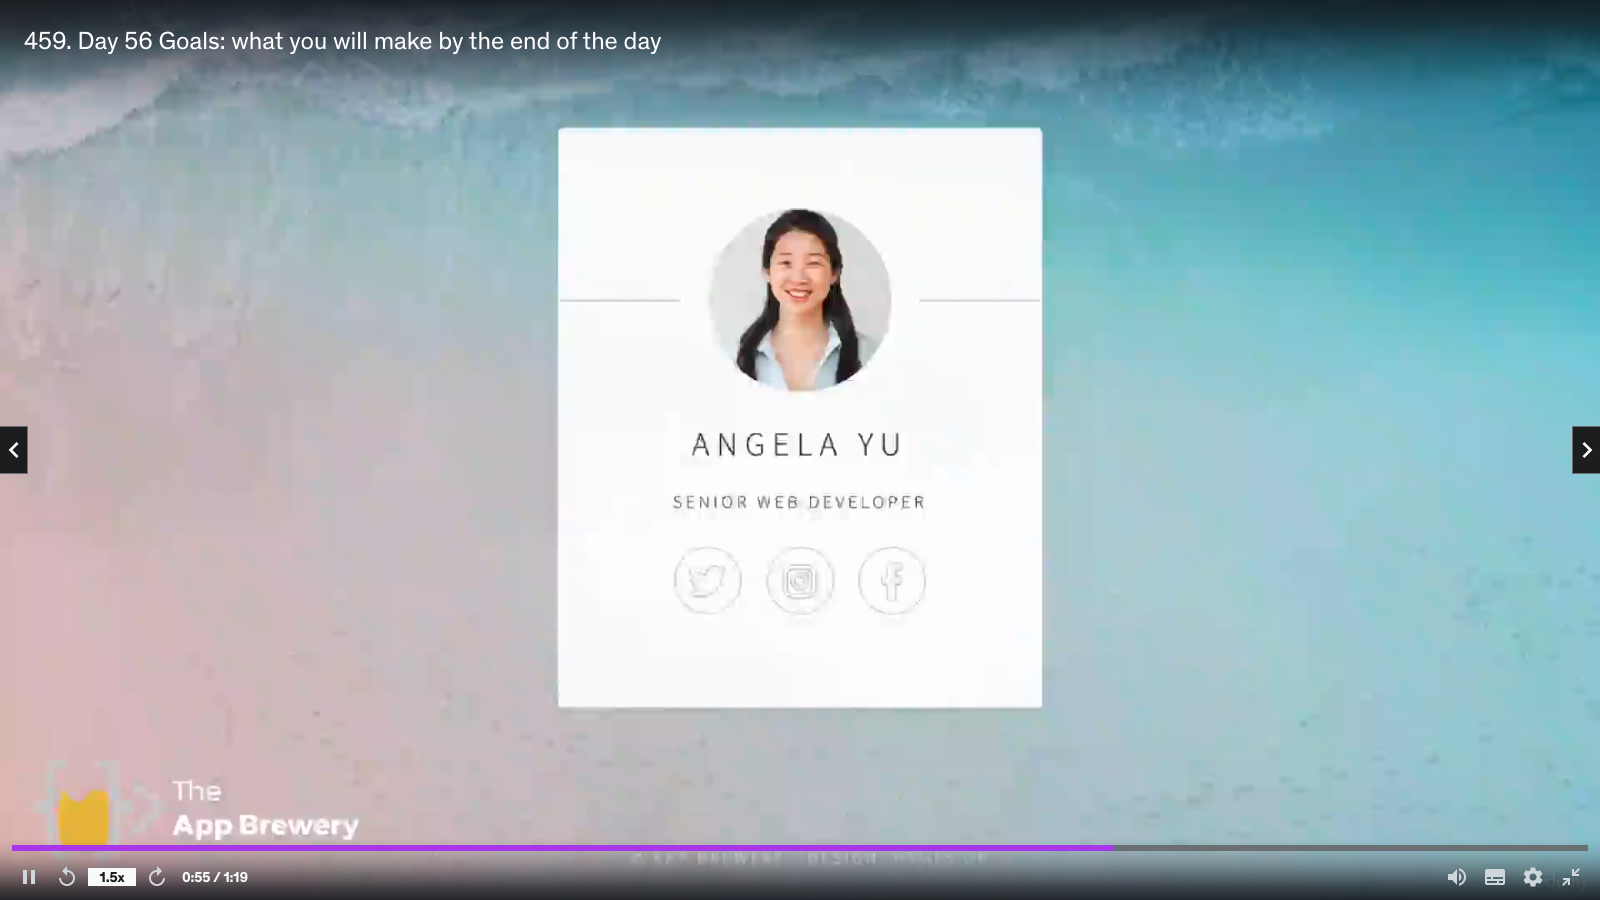 459. Day 56 Goals: what you will make by the end of the day
ANGELA YU
SENIOR WEB DEVELOPER
The
App Brewery
1.5x
0:55 / 1:19